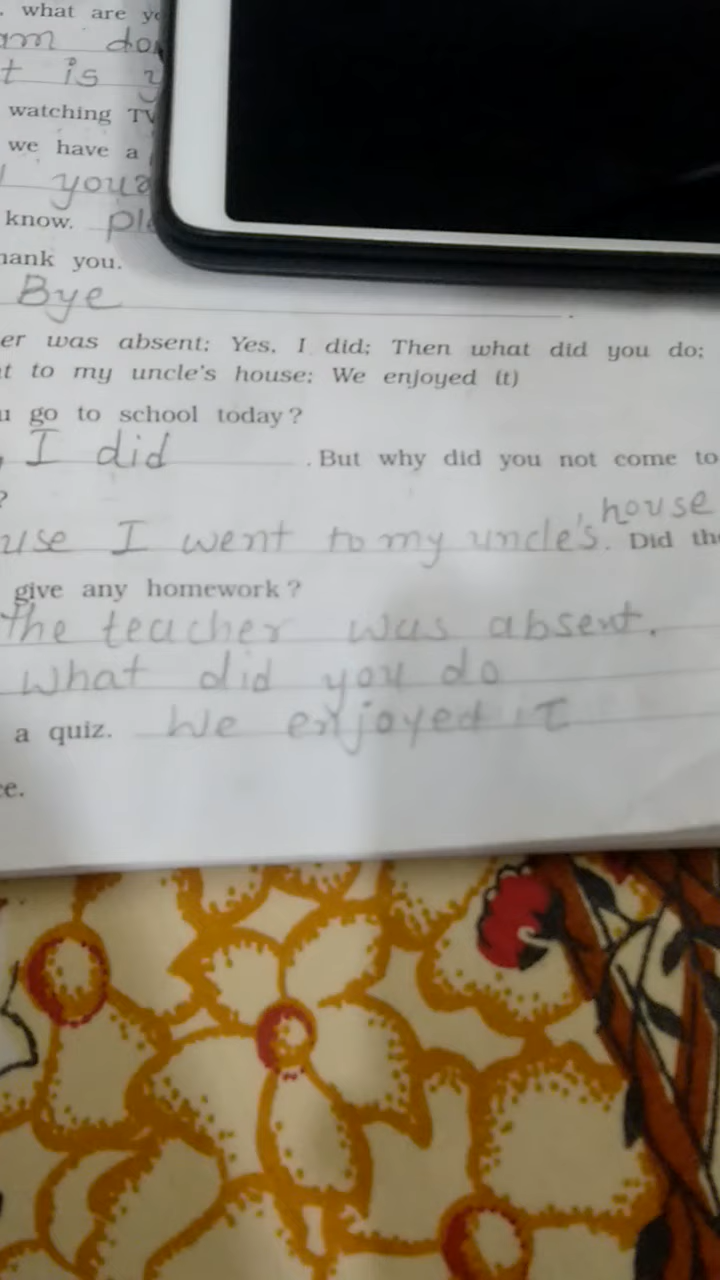 . what are
am do
t is
watching TV
we have a
you
know.
hank you.
Bye .
er was absent; Yes, I did; Then what did you do;
t to my uncle's house; We enjoyed it)
u go to school today?
, I did . But why did you not come to
?
use I went to my uncle's. house Did the
give any homework?
The teacher was absent.
What did you do
a quiz. We enjoyed it
ce.